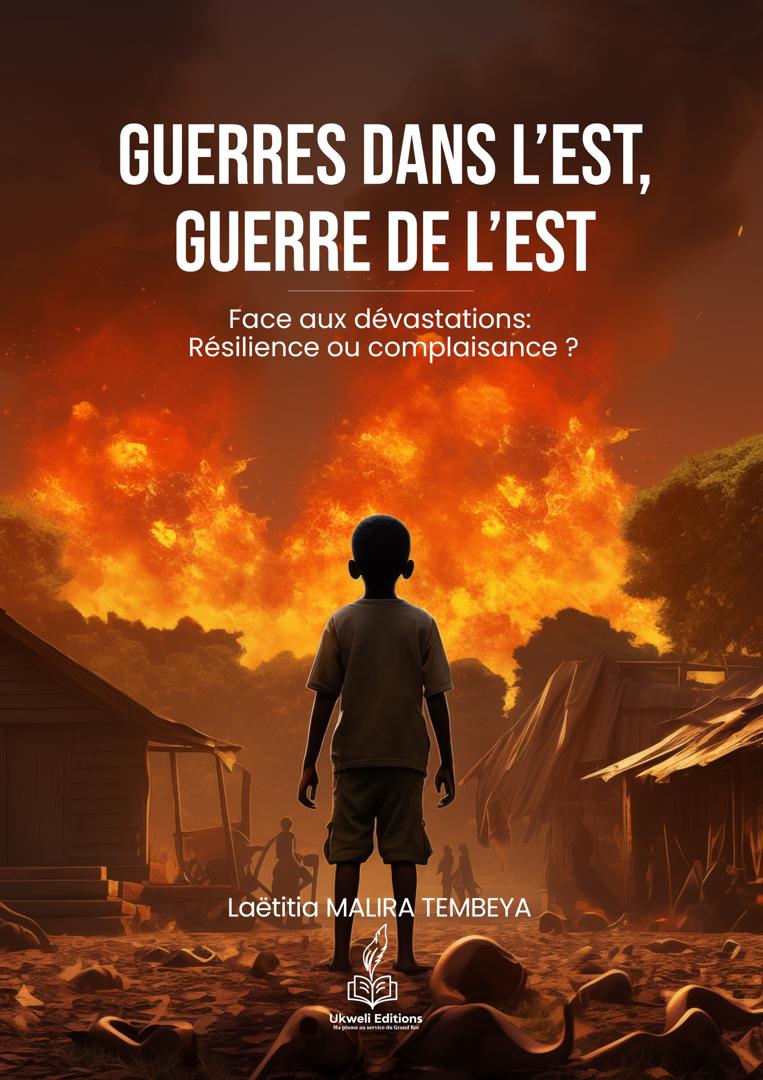 GUERRES DANS L’EST,
GUERRE DE L’EST
Face aux dévastations:
Résilience ou complaisance ?
Laëtitia MALIRA TEMBEYA
Ukweli Editions
Ma plume au service du Grand Roi